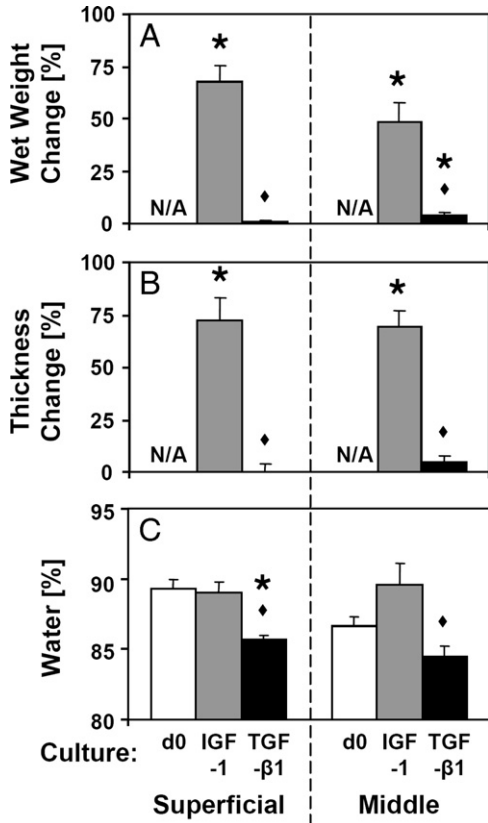 Wet Weight
Change [%]
100
75
50
25
0
A
*
N/A
♦
*
N/A
*
♦
Thickness
Change [%]
100
75
50
25
0
B
*
N/A
♦
*
N/A
♦
Water [%]
95
90
85
80
C
*
♦
♦
Culture: d0 IGF TGF d0 IGF TGF
-1 -β1 -1 -β1
Superficial Middle